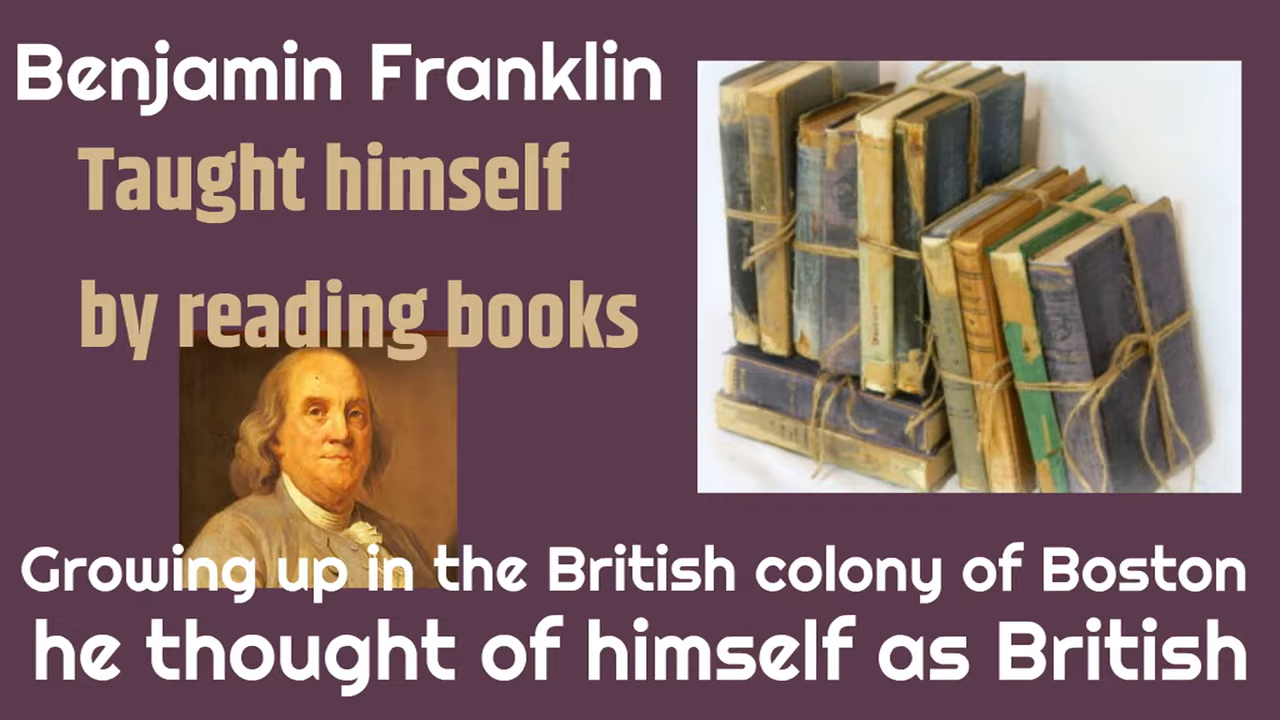 Benjamin Franklin
Taught himself
by reading books
Growing up in the British colony of Boston
he thought of himself as British